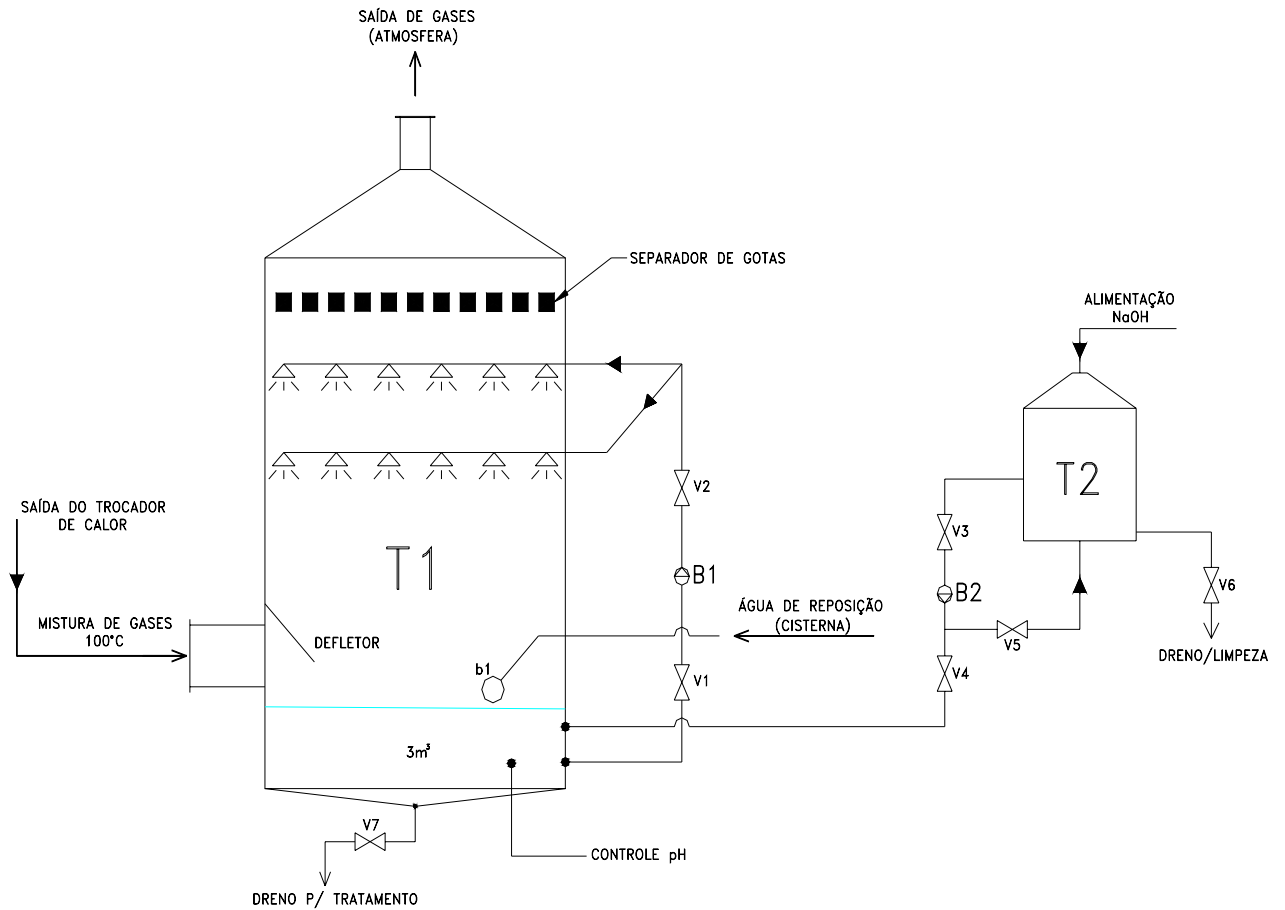 SAÍDA DE GASES
(ATMOSFERA)
SEPARADOR DE GOTAS
ALIMENTAÇÃO
NaOH
T2
V2
SAÍDA DO TROCADOR
DE CALOR
V3
T1
B1
V6
B2
MISTURA DE GASES
100°C
ÁGUA DE REPOSIÇÃO
(CISTERNA)
DEFLETOR
V5
DRENO/LIMPEZA
b1
V1
V4
3m³
V7
CONTROLE pH
DRENO P/ TRATAMENTO